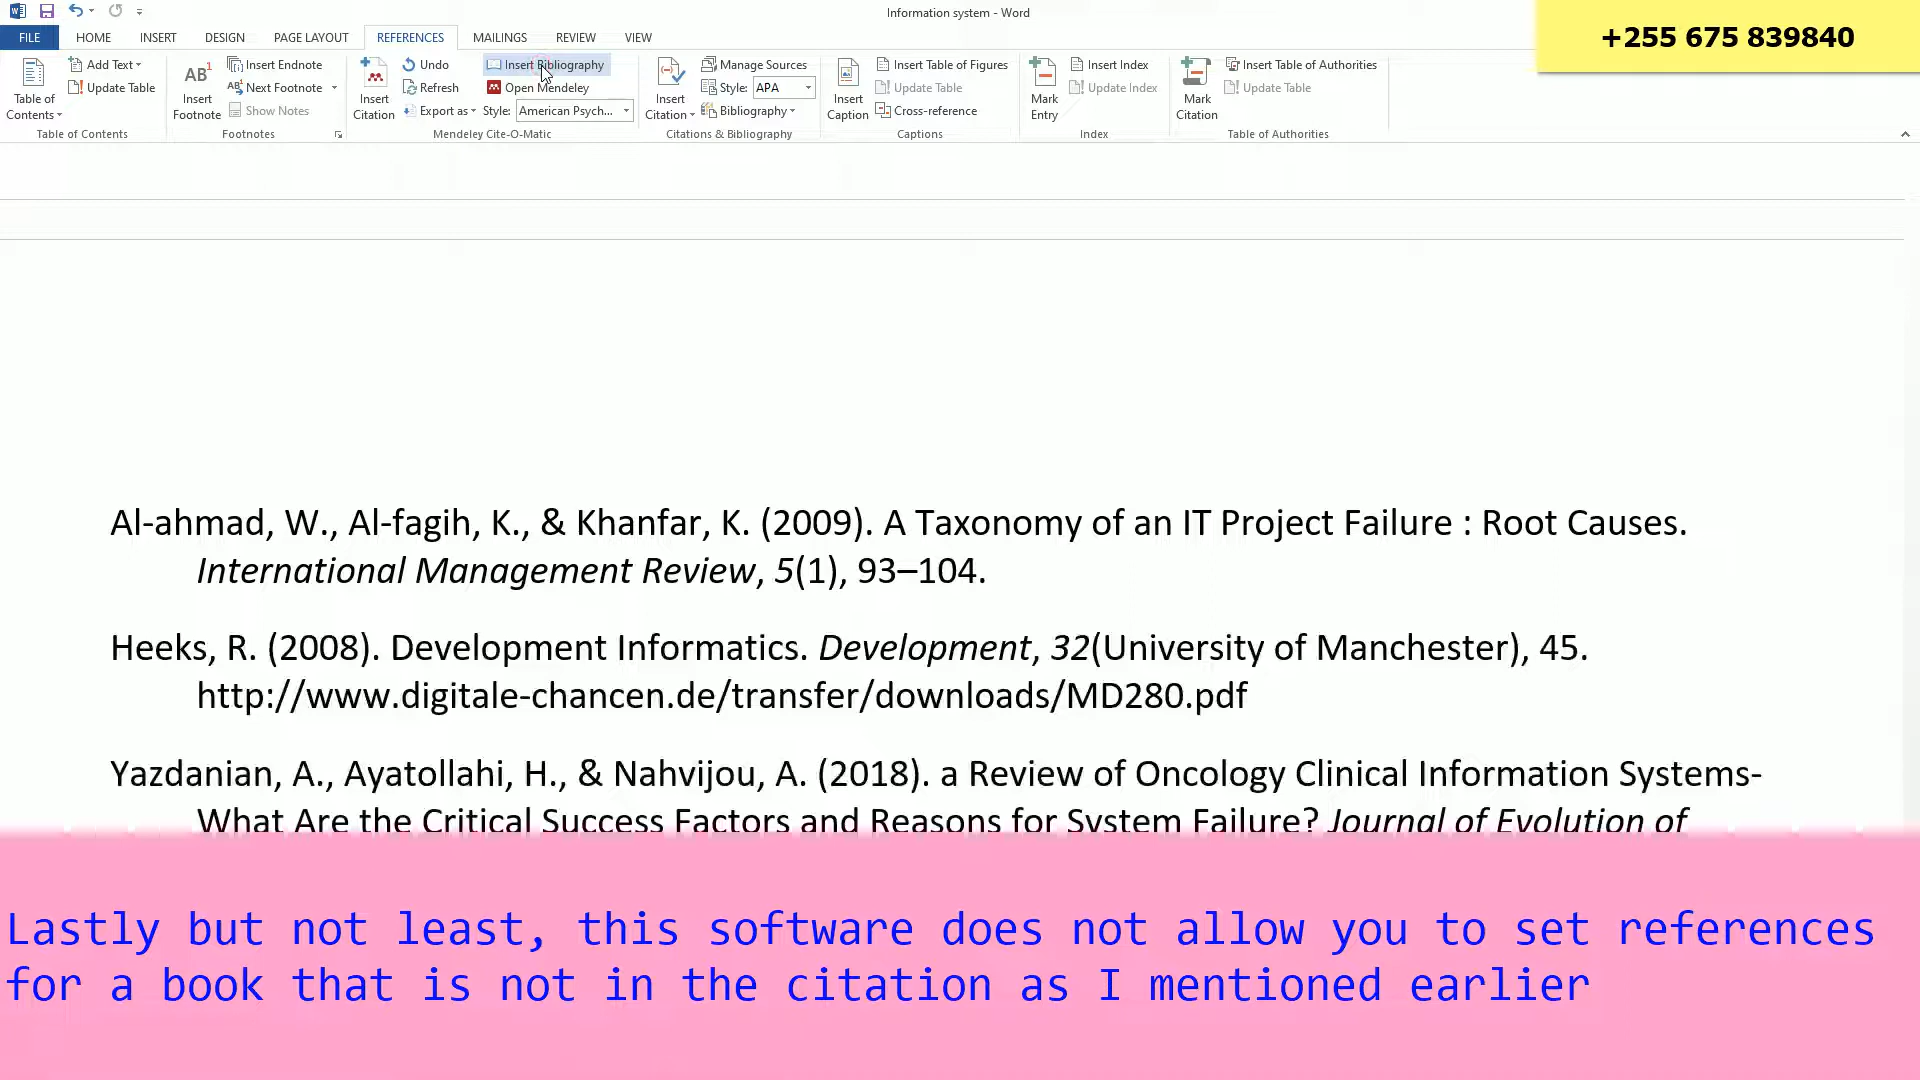 Information system - Word
+255 675 839840
FILE HOME INSERT DESIGN PAGE LAYOUT REFERENCES MAILINGS REVIEW VIEW
Table of Contents
Add Text
Update Table
Table of Contents
AB1
Insert Footnote
Insert Endnote
AB1 Next Footnote
Show Notes
Footnotes
Insert Citation
Undo
Refresh
Export as
Insert Bibliography
Open Mendeley
Style: American Psych...
Mendeley Cite-O-Matic
Insert Citation
Manage Sources
Style: APA
Bibliography
Citations & Bibliography
Insert Caption
Insert Table of Figures
Update Table
Cross-reference
Captions
Mark Entry
Insert Index
Update Index
Index
Mark Citation
Insert Table of Authorities
Update Table
Table of Authorities
Al-ahmad, W., Al-fagih, K., & Khanfar, K. (2009). A Taxonomy of an IT Project Failure : Root Causes.
International Management Review, 5(1), 93–104.
Heeks, R. (2008). Development Informatics. Development, 32(University of Manchester), 45.
http://www.digitale-chancen.de/transfer/downloads/MD280.pdf
Yazdanian, A., Ayatollahi, H., & Nahvijou, A. (2018). a Review of Oncology Clinical Information Systems-
What Are the Critical Success Factors and Reasons for System Failure? Journal of Evolution of
Lastly but not least, this software does not allow you to set references
for a book that is not in the citation as I mentioned earlier